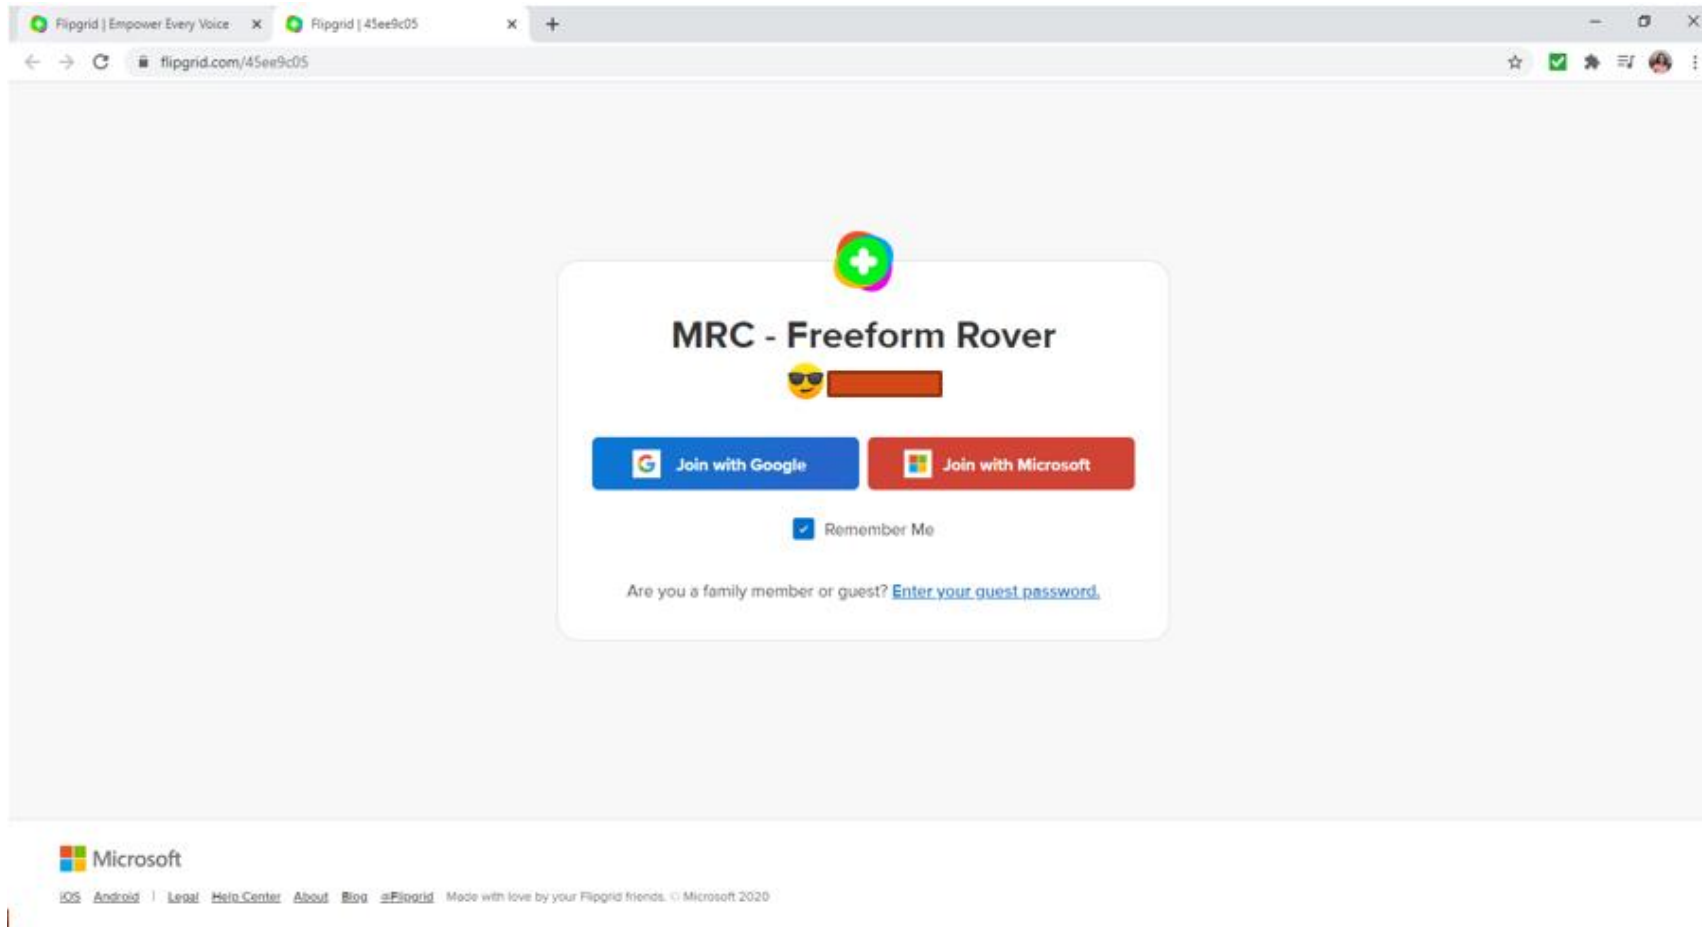 Flipgrid | Empower Every Voice
Flipgrid | 45ee9c05
flipgrid.com/45ee9c05
MRC - Freeform Rover
Join with Google
Join with Microsoft
Remember Me
Are you a family member or guest? Enter your guest password.
Microsoft
iOS Android | Legal Help Center About Blog @Flipgrid Made with love by your Flipgrid friends. © Microsoft 2020